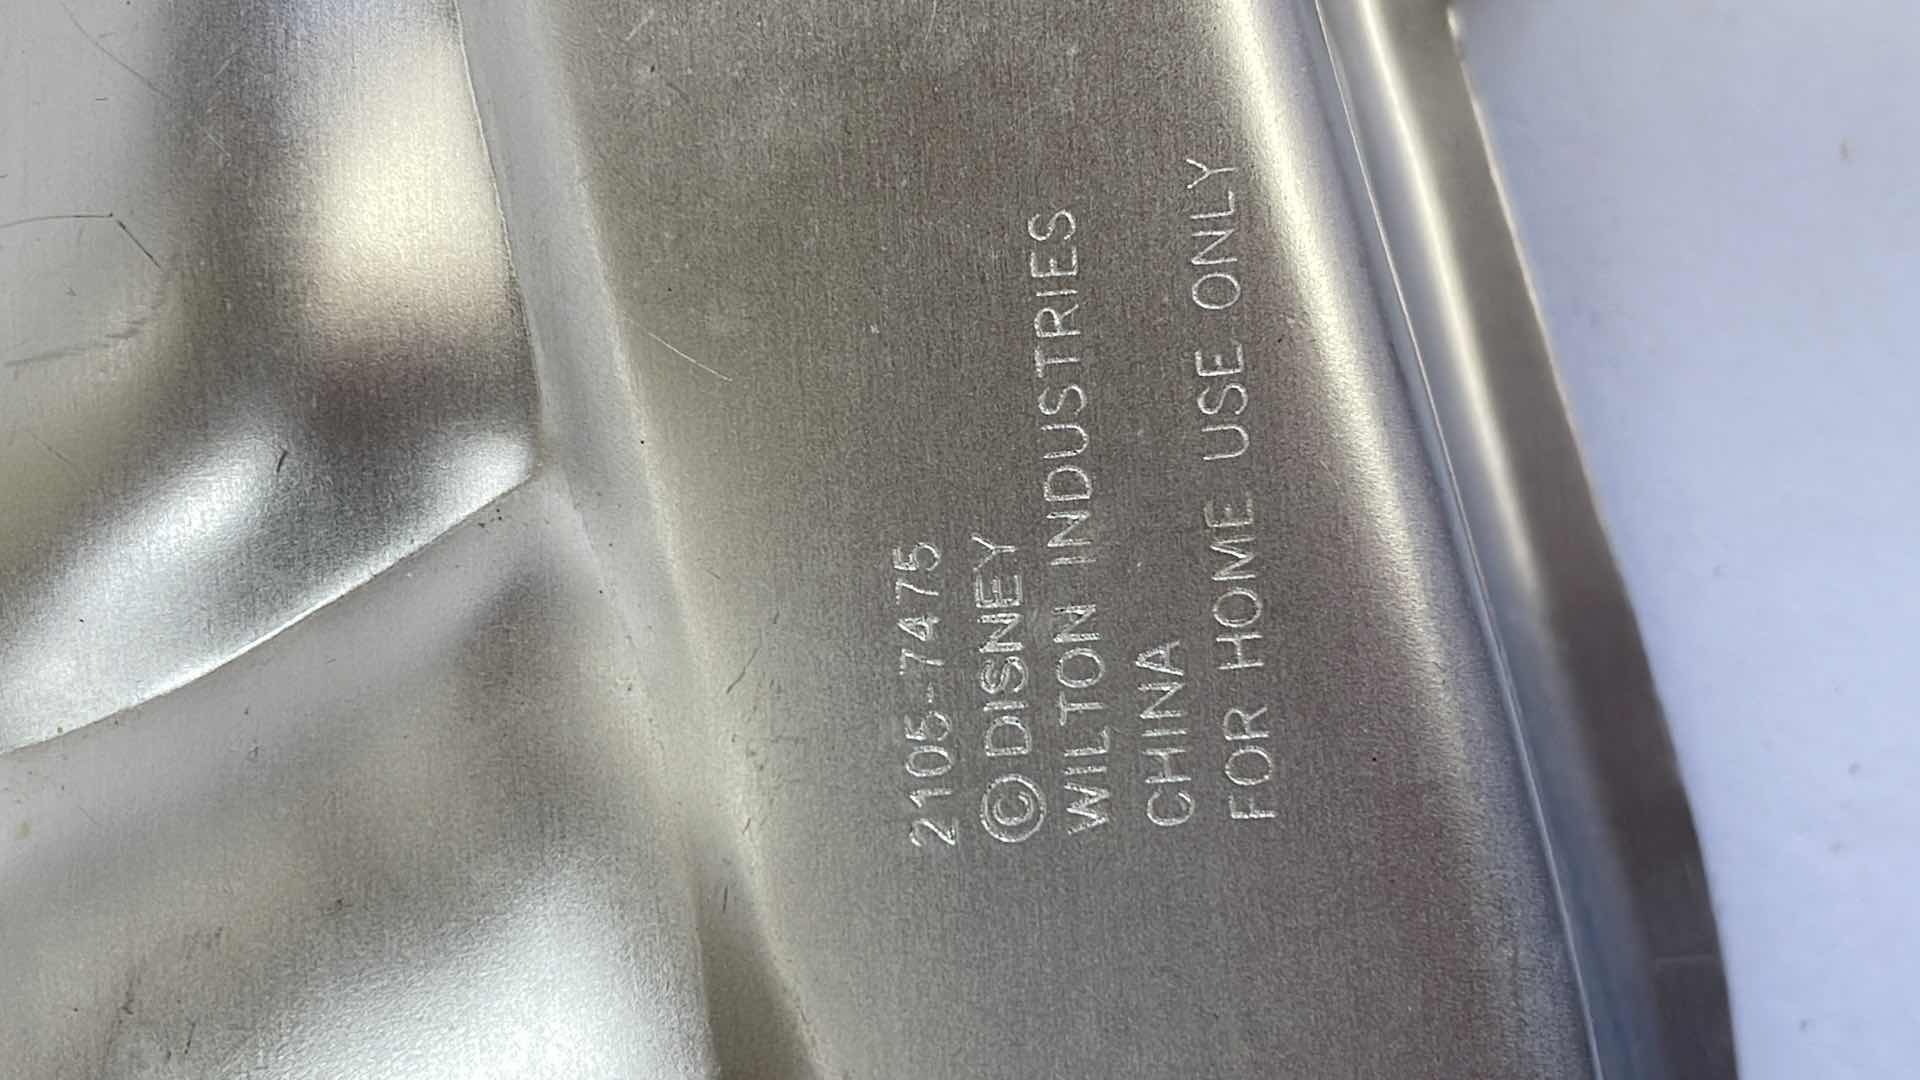 2105-7475
©DISNEY
WILTON INDUSTRIES
CHINA
FOR HOME USE ONLY